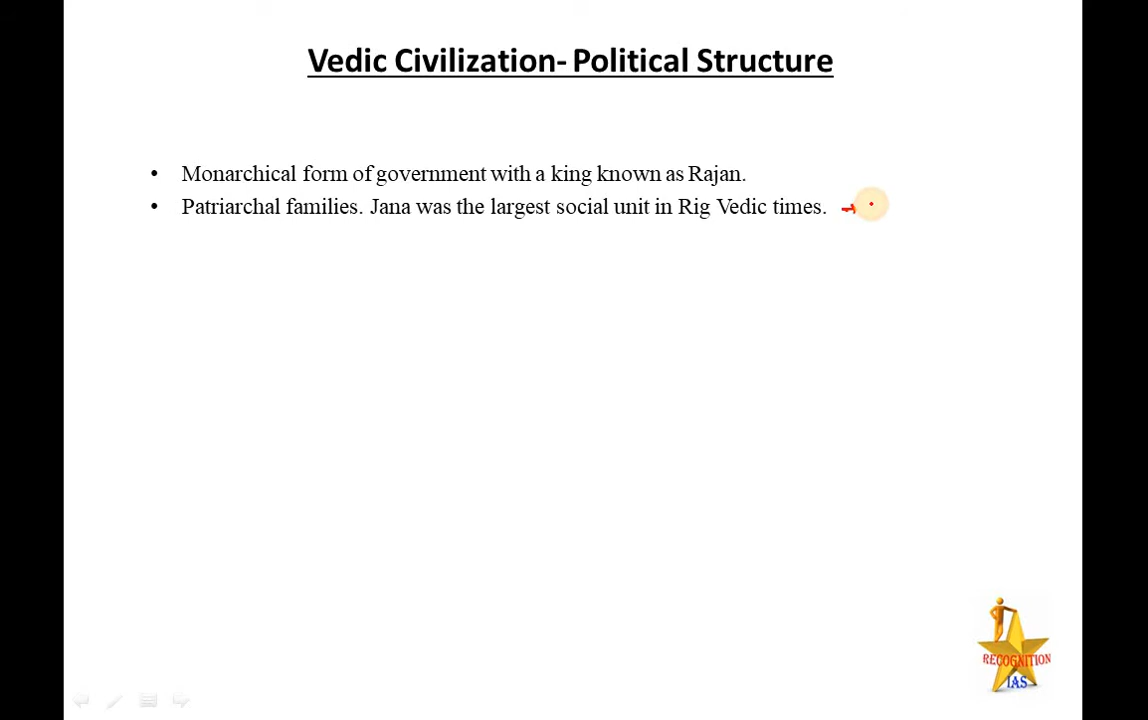 Vedic Civilization- Political Structure
• Monarchical form of government with a king known as Rajan.
• Patriarchal families. Jana was the largest social unit in Rig Vedic times.
RECOGNITION
IAS